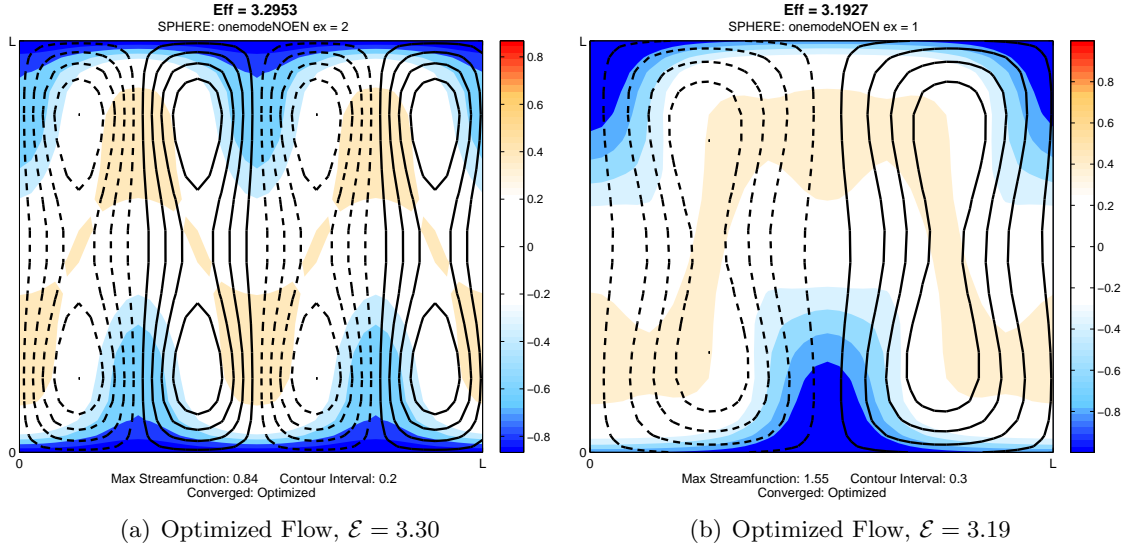 Eff = 3.2953
SPHERE: onemodeNOEN ex = 2
L
0
0
L
0.8
0.6
0.4
0.2
0
−0.2
−0.4
−0.6
−0.8
Max Streamfunction: 0.84 Contour Interval: 0.2
Converged: Optimized
(a) Optimized Flow, ℰ = 3.30
Eff = 3.1927
SPHERE: onemodeNOEN ex = 1
L
0
0
L
0.8
0.6
0.4
0.2
0
−0.2
−0.4
−0.6
−0.8
Max Streamfunction: 1.55 Contour Interval: 0.3
Converged: Optimized
(b) Optimized Flow, ℰ = 3.19